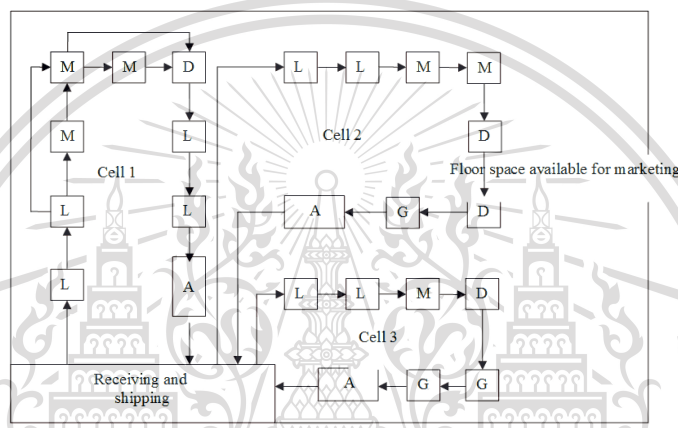 L L M M
M M D
M L D
Cell 2
Cell 1 Floor space available for marketing
L L A G D
L A L L M D
Cell 3
Receiving and
shipping
A G G